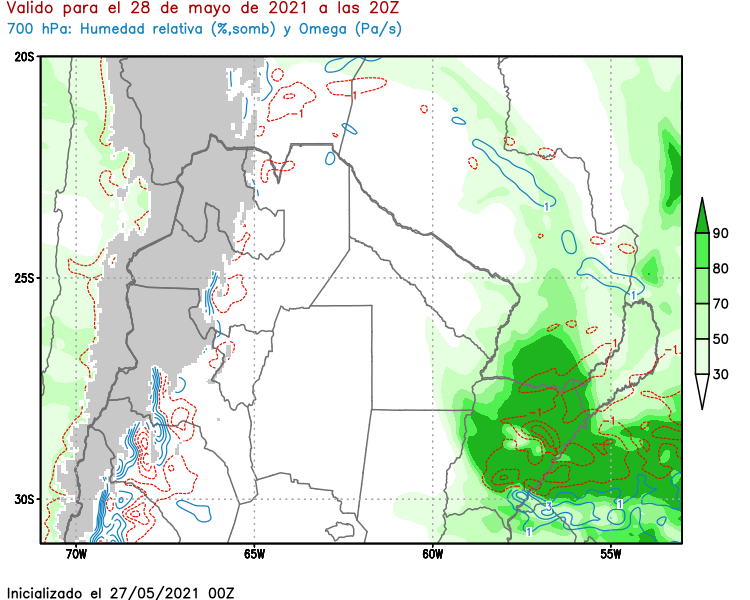 Valido para el 28 de mayo de 2021 a las 20Z
700 hPa: Humedad relativa (%,somb) y Omega (Pa/s)
20S
25S
30S
70W
65W
60W
55W
-1
1
1
1
-1
-1.
-1
-1
3
1
1
90
80
70
50
30
Inicializado el 27/05/2021 00Z